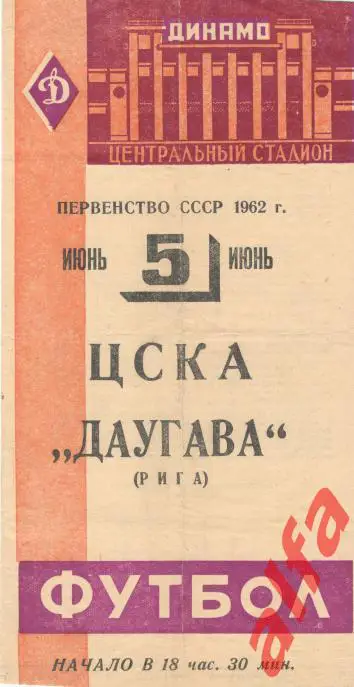 ДИНАМО
Д
ЦЕНТРАЛЬНЫЙ СТАДИОН
ПЕРВЕНСТВО СССР 1962 г.
ИЮНЬ 5 ИЮНЬ
ЦСКА
„ДАУГАВА“
(РИГА)
ФУТБОЛ
НАЧАЛО В 18 час. 30 мин.
alfa